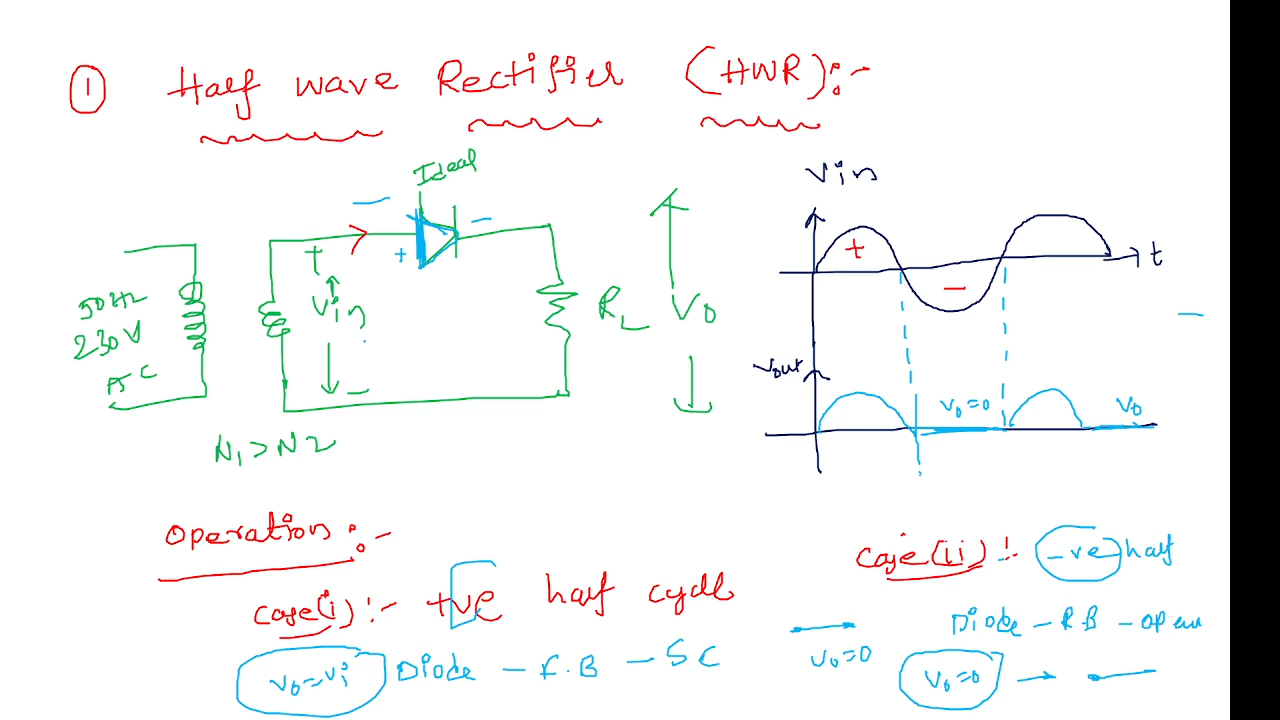 ① Half wave Rectifier (HWR):-
Ideal
+ - -
50Hz
230V
AC
+
Vin
-
RL
V0
N1 > N2
Vin
+
-
t
Vout
V0=0
V0
Operation:-
Case(i):- +ve half cycle
V0=Vi Diode - F.B - SC
V0=0
Case(ii):- -ve half
Diode - RB - open
V0=0 →